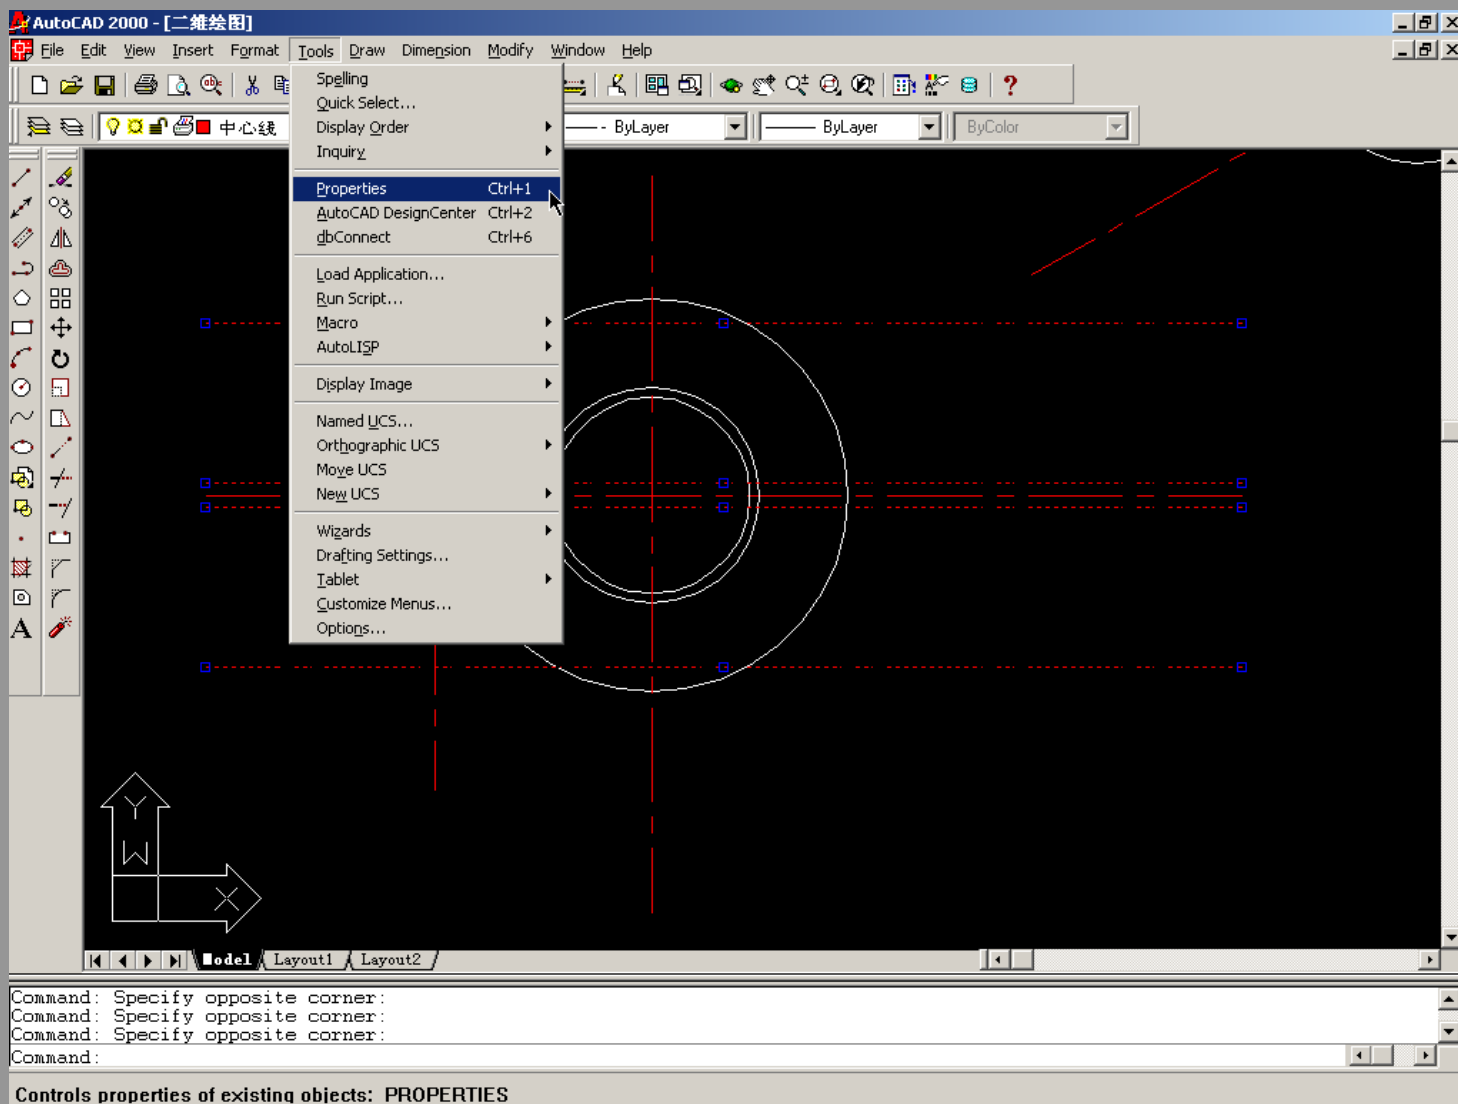 AutoCAD 2000 - [二维绘图]
File Edit View Insert Format Tools Draw Dimension Modify Window Help
中心线 ByLayer ByLayer ByColor
Spelling
Quick Select...
Display Order
Inquiry
Properties Ctrl+1
AutoCAD DesignCenter Ctrl+2
dbConnect Ctrl+6
Load Application...
Run Script...
Macro
AutoLISP
Display Image
Named UCS...
Orthographic UCS
Move UCS
New UCS
Wizards
Drafting Settings...
Tablet
Customize Menus...
Options...
A
Y
W
X
Model Layout1 Layout2
Command: Specify opposite corner:
Command: Specify opposite corner:
Command: Specify opposite corner:
Command:
Controls properties of existing objects: PROPERTIES